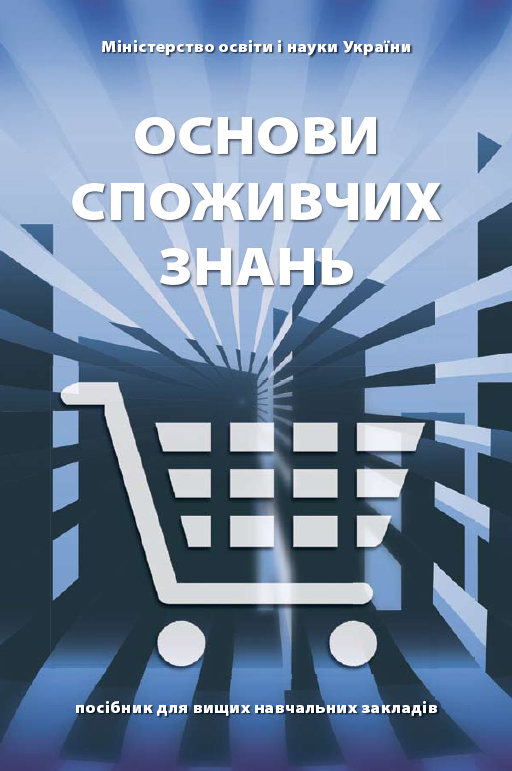 Міністерство освіти і науки України
ОСНОВИ
СПОЖИВЧИХ
ЗНАНЬ
посібник для вищих навчальних закладів